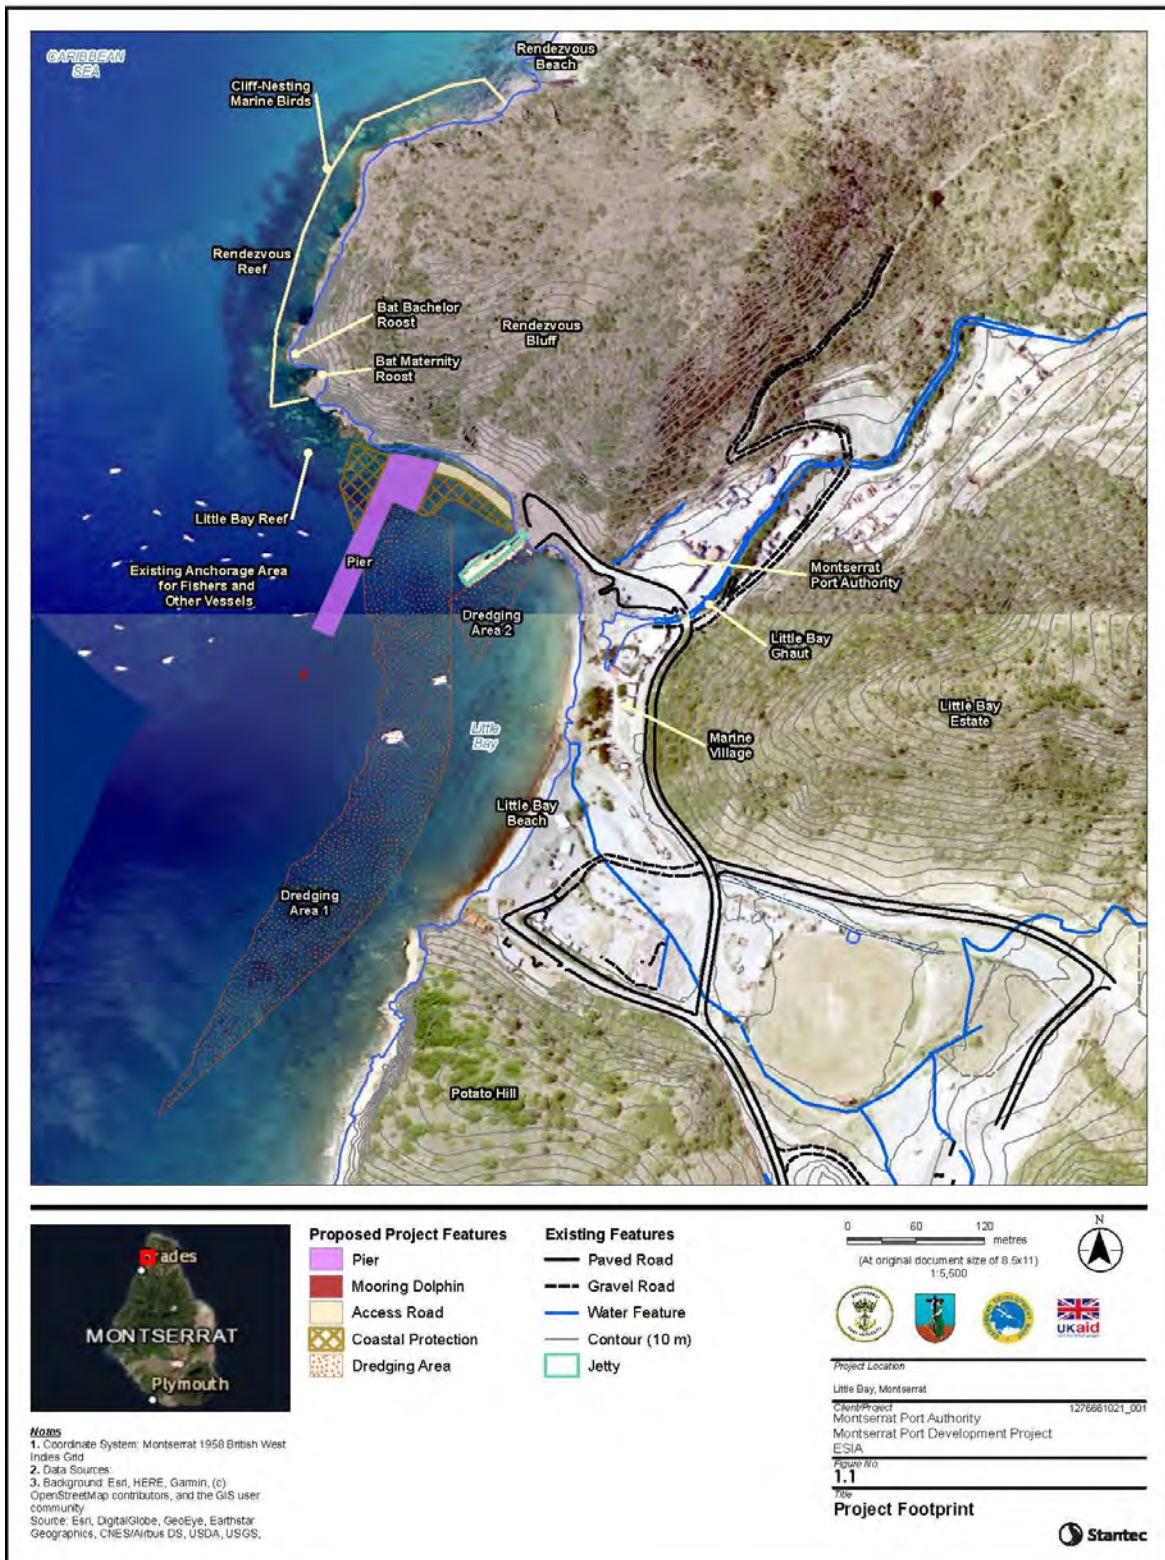 CARIBBEAN
SEA
Rendezvous
Beach
Cliff-Nesting
Marine Birds
Rendezvous
Reef
Bat Bachelor
Roost
Rendezvous
Bluff
Bat Maternity
Roost
Little Bay Reef
Pier
Existing Anchorage Area
for Fishers and
Other Vessels
Montserrat
Port Authority
Dredging
Area 2
Little Bay
Ghaut
Little Bay
Estate
Little
Bay
Marine
Village
Little Bay
Beach
Dredging
Area 1
Potato Hill
rades
MONTSERRAT
Plymouth
Proposed Project Features
Pier
Mooring Dolphin
Access Road
Coastal Protection
Dredging Area
Existing Features
Paved Road
Gravel Road
Water Feature
Contour (10 m)
Jetty
0 60 120
metres
(At original document size of 8.5x11)
1:5,500
N
UKaid
Project Location
Little Bay, Montserrat
Client/Project 1276661021_001
Montserrat Port Authority
Montserrat Port Development Project
ESIA
Figure No.
1.1
Title
Project Footprint
Stantec
Notes
1. Coordinate System: Montserrat 1958 British West
Indies Grid
2. Data Sources:
3. Background: Esri, HERE, Garmin, (c)
OpenStreetMap contributors, and the GIS user
community
Source: Esri, DigitalGlobe, GeoEye, Earthstar
Geographics, CNES/Airbus DS, USDA, USGS,